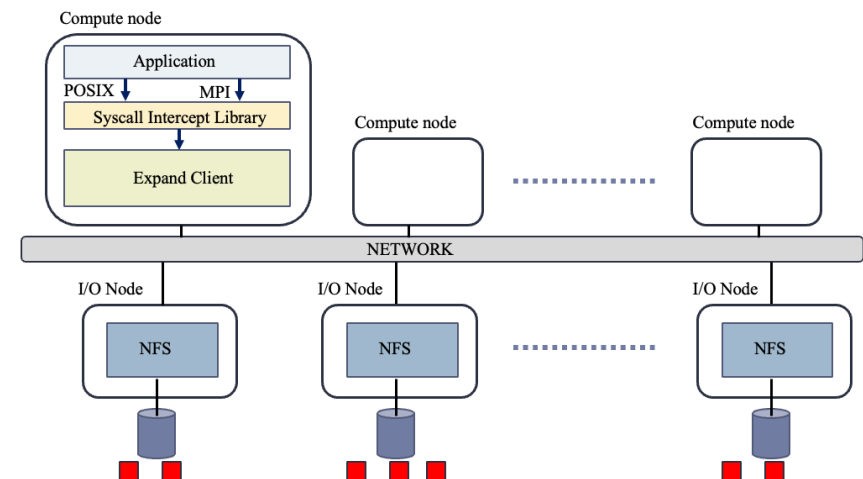 Compute node
Application
POSIX
MPI
Syscall Intercept Library
Expand Client
Compute node
Compute node
NETWORK
I/O Node
I/O Node
I/O Node
NFS
NFS
NFS